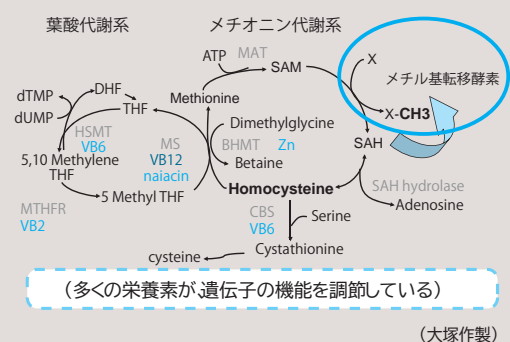 葉酸代謝系
メチオニン代謝系
ATP
MAT
SAM
X
メチル基転移酵素
X-CH3
dTMP
DHF
dUMP
THF
Methionine
HSMT
VB6
MS
VB12
naiacin
Dimethylglycine
BHMT
Zn
Betaine
SAH
5,10 Methylene
THF
5 Methyl THF
Homocysteine
SAH hydrolase
Adenosine
MTHFR
VB2
CBS
VB6
Serine
cysteine
Cystathionine
(多くの栄養素が、遺伝子の機能を調節している)
(大塚作製)